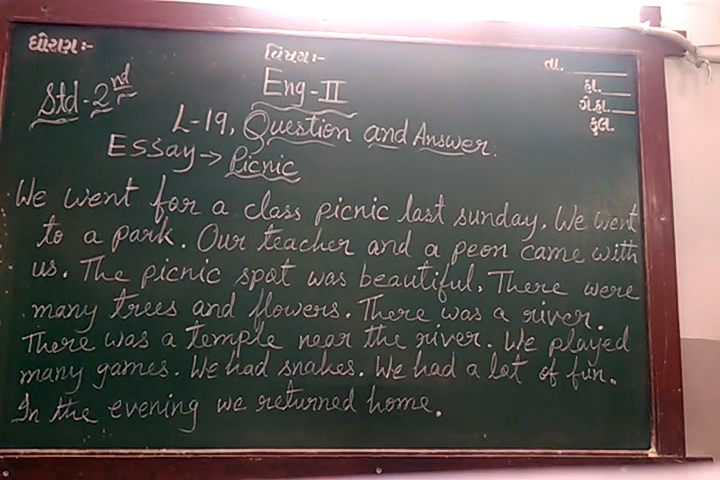 ધોરણ:-
વિષય:-
તા.
Std-2nd
Eng-II
હા.
ગે.હા.
કુલ.
L-19, Question and Answer.
Essay→ Picnic
We went for a class picnic last sunday. We went
to a park. Our teacher and a peon came with
us. The picnic spot was beautiful. There were
many trees and flowers. There was a river.
There was a temple near the river. We played
many games. We had snakes. We had a lot of fun.
In the evening we returned home.